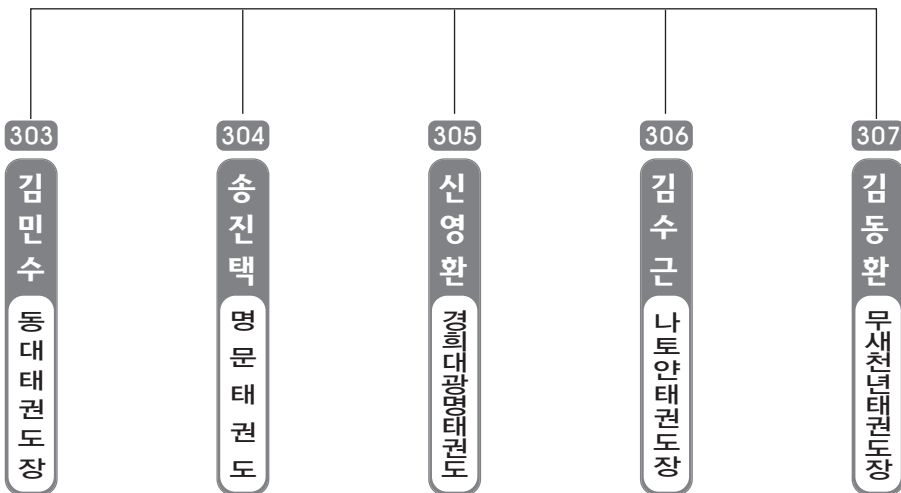 303
김민수
동대태권도장
304
송진택
명문태권도
305
신영환
경희대광명태권도
306
김수근
나토얀태권도장
307
김동환
무새천년태권도장